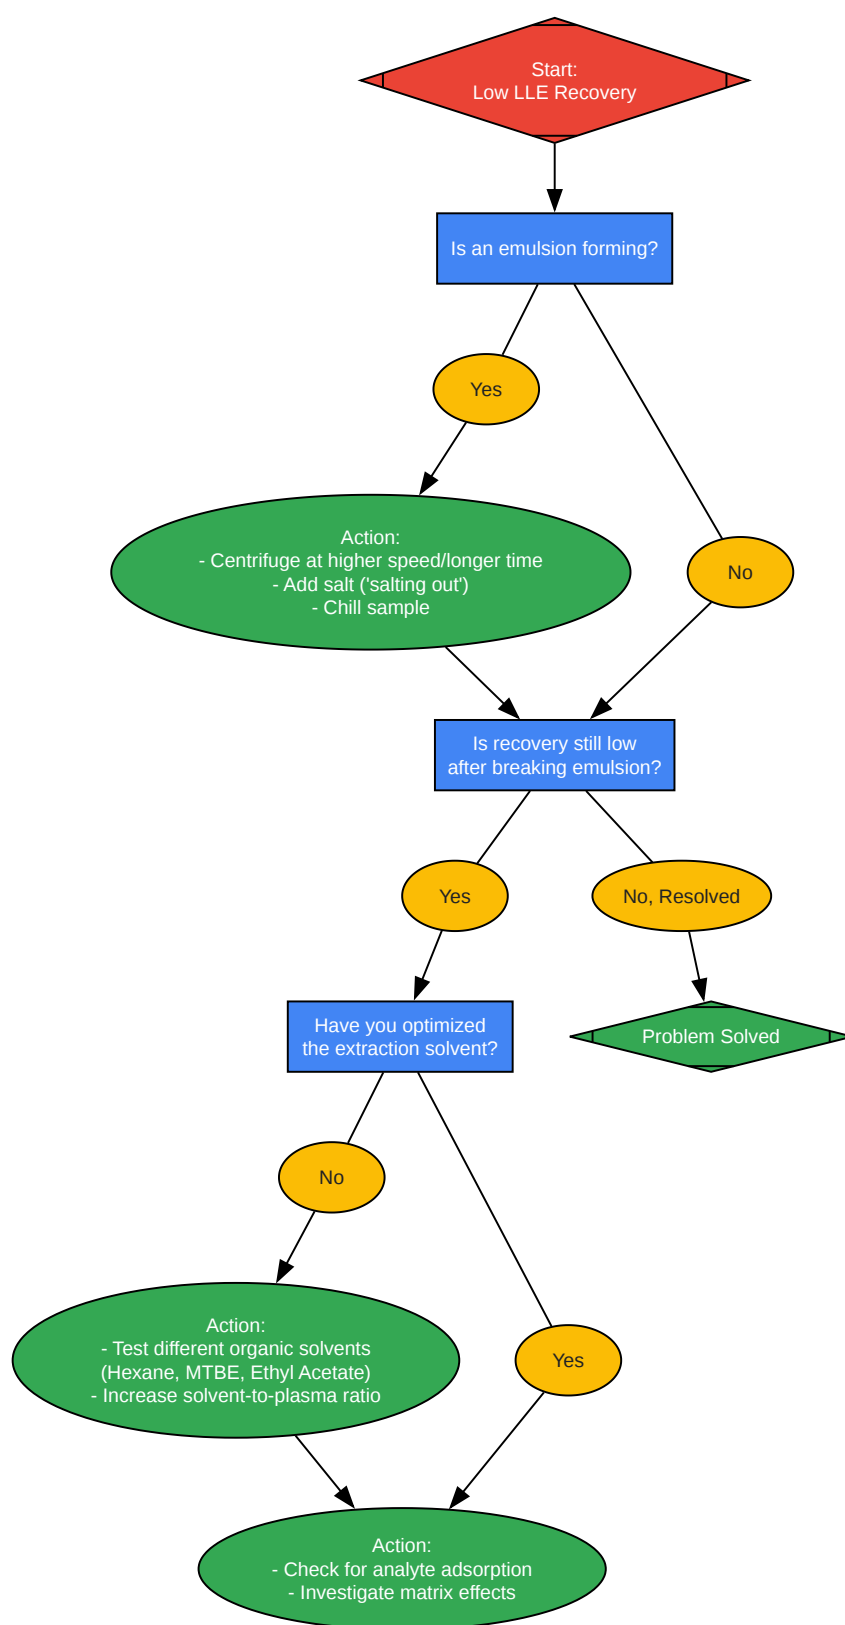 Start:
Low LLE Recovery
Is an emulsion forming?
Yes
Action:
- Centrifuge at higher speed/longer time
- Add salt ('salting out')
- Chill sample
No
Is recovery still low
after breaking emulsion?
Yes
No, Resolved
Have you optimized
the extraction solvent?
Problem Solved
No
Action:
- Test different organic solvents
(Hexane, MTBE, Ethyl Acetate)
- Increase solvent-to-plasma ratio
Yes
Action:
- Check for analyte adsorption
- Investigate matrix effects